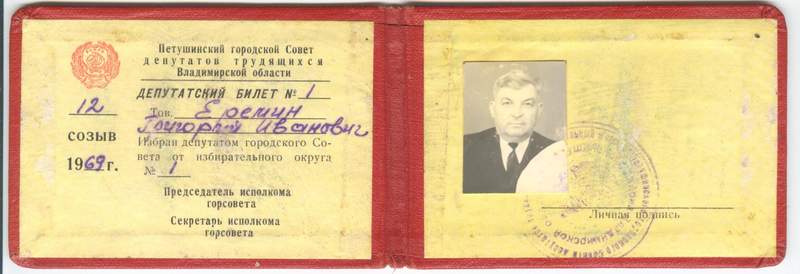 Петушинский городской Совет
депутатов трудящихся
Владимирской области
ДЕПУТАТСКИЙ БИЛЕТ № 1
12
созыв
1969 г.
Тов. Еремин
Григорий Иванович
Избран депутатом городского Со-
вета от избирательного округа
№ 1
Председатель исполкома
горсовета
Секретарь исполкома
горсовета
Личная подпись